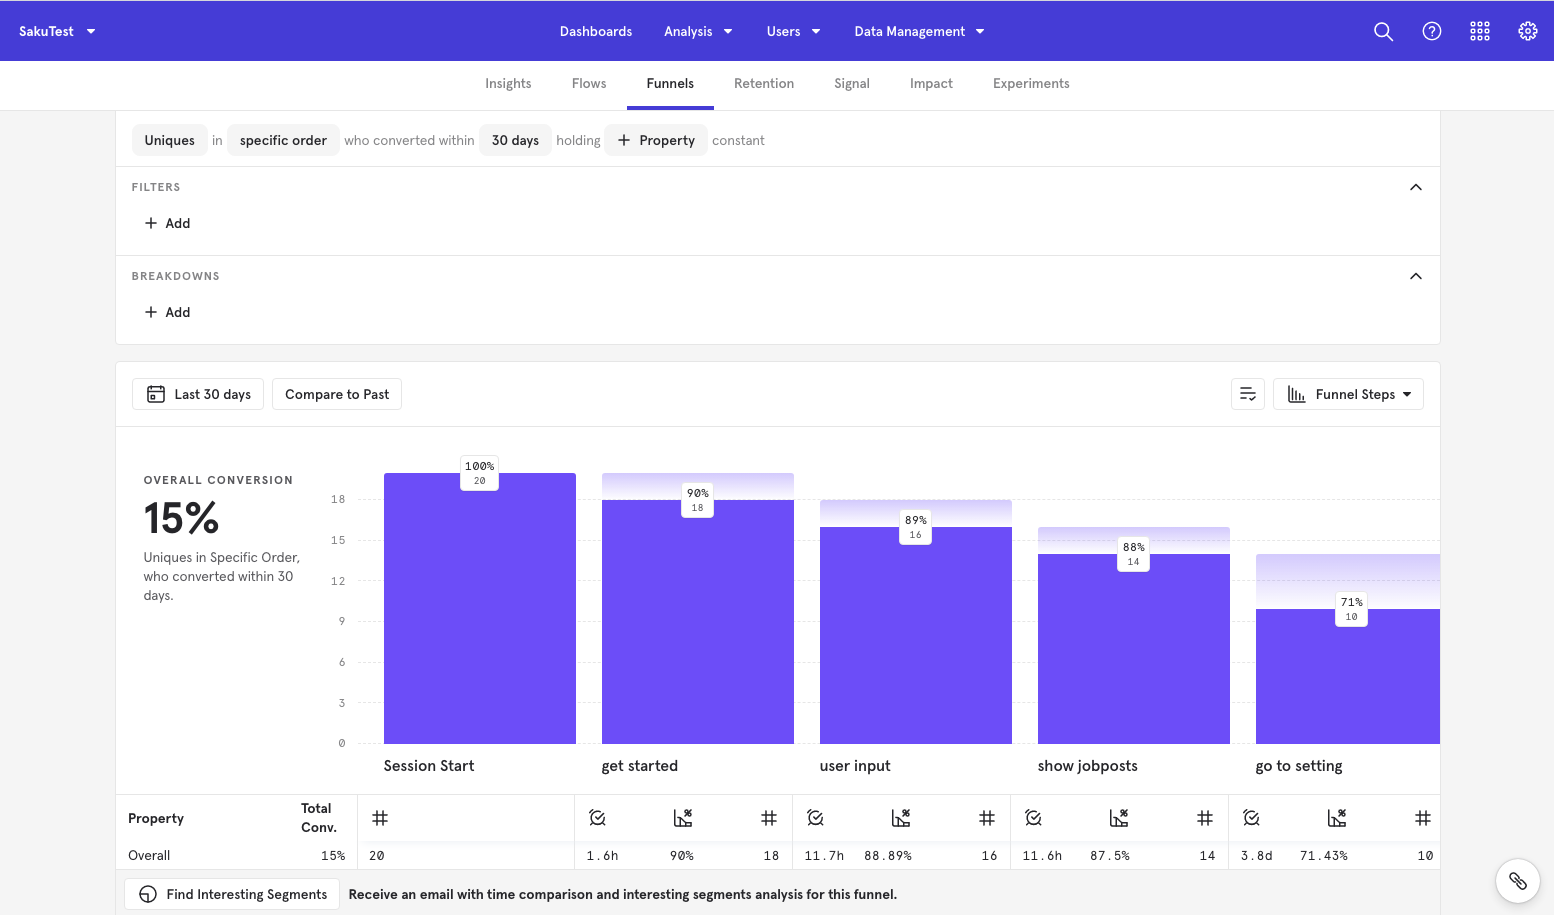 SakuTest Dashboards Analysis Users Data Management
Insights Flows Funnels Retention Signal Impact Experiments
Uniques in specific order who converted within 30 days holding + Property constant
FILTERS
+ Add
BREAKDOWNS
+ Add
Last 30 days Compare to Past Funnel Steps
OVERALL CONVERSION
15%
Uniques in Specific Order,
who converted within 30
days.
18
15
12
9
6
3
0
100%
20
90%
18
89%
16
88%
14
71%
10
Session Start get started user input show jobposts go to setting
Property Total Conv. # # # # #
Overall 15% 20 1.6h 90% 18 11.7h 88.89% 16 11.6h 87.5% 14 3.8d 71.43% 10
Find Interesting Segments Receive an email with time comparison and interesting segments analysis for this funnel.